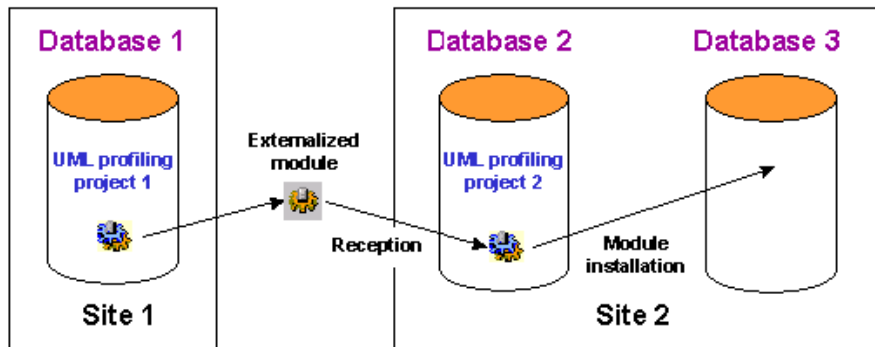 Database 1
Database 2
Database 3
UML profiling
project 1
Externalized
module
UML profiling
project 2
Reception
Module
installation
Site 1
Site 2